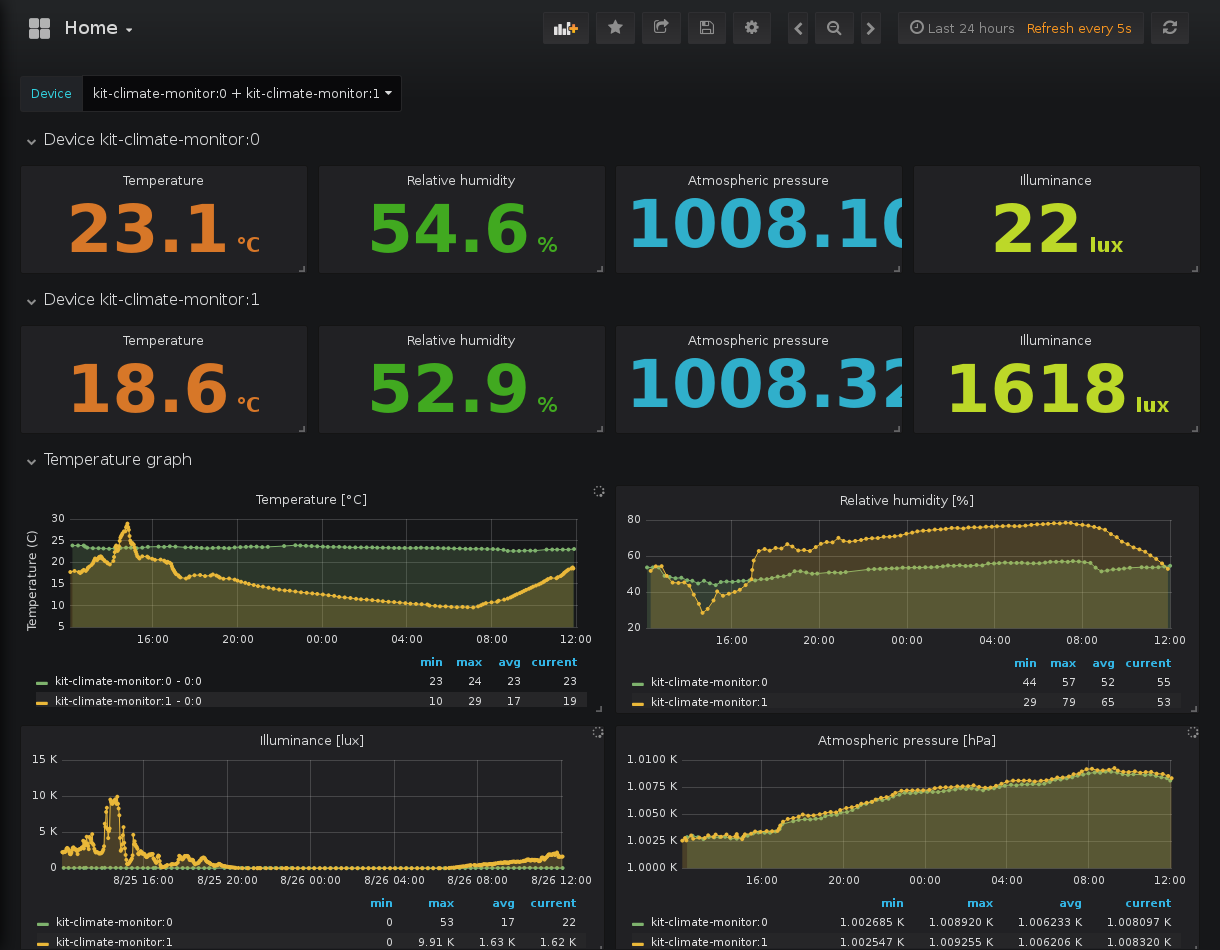 Home
Last 24 hours Refresh every 5s
Device kit-climate-monitor:0 + kit-climate-monitor:1
Device kit-climate-monitor:0
Temperature Relative humidity Atmospheric pressure Illuminance
23.1 °C 54.6 % 1008.10 22 lux
Device kit-climate-monitor:1
Temperature Relative humidity Atmospheric pressure Illuminance
18.6 °C 52.9 % 1008.32 1618 lux
Temperature graph
Temperature [°C]
Temperature (C)
30
25
20
15
10
5
16:00 20:00 00:00 04:00 08:00 12:00
min max avg current
kit-climate-monitor:0 - 0:0 23 24 23 23
kit-climate-monitor:1 - 0:0 10 29 17 19
Relative humidity [%]
80
60
40
20
16:00 20:00 00:00 04:00 08:00 12:00
min max avg current
kit-climate-monitor:0 44 57 52 55
kit-climate-monitor:1 29 79 65 53
Illuminance [lux]
15 K
10 K
5 K
0
8/25 16:00 8/25 20:00 8/26 00:00 8/26 04:00 8/26 08:00 8/26 12:00
min max avg current
kit-climate-monitor:0 0 53 17 22
kit-climate-monitor:1 0 9.91 K 1.63 K 1.62 K
Atmospheric pressure [hPa]
1.0100 K
1.0075 K
1.0050 K
1.0025 K
1.0000 K
16:00 20:00 00:00 04:00 08:00 12:00
min max avg current
kit-climate-monitor:0 1.002685 K 1.008920 K 1.006233 K 1.008097 K
kit-climate-monitor:1 1.002547 K 1.009255 K 1.006206 K 1.008320 K